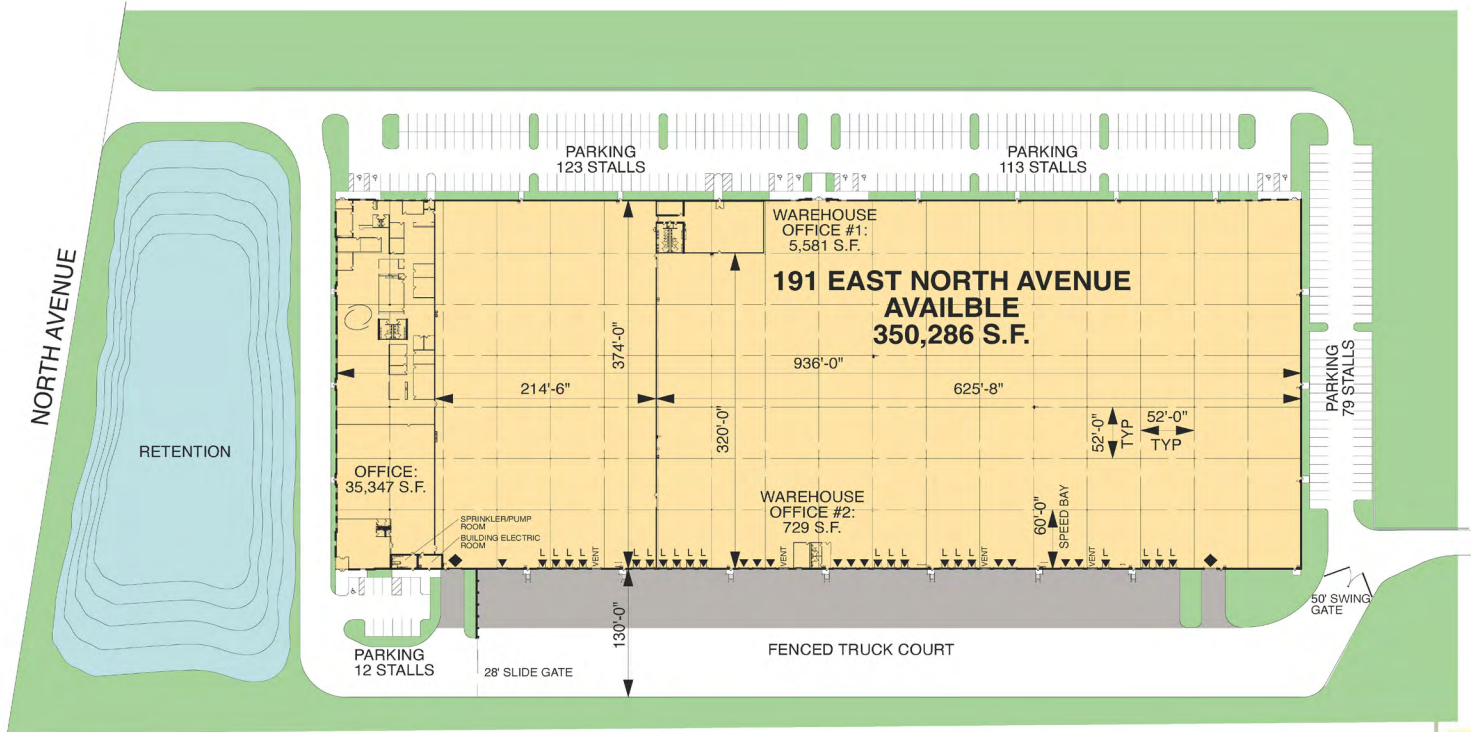 NORTH AVENUE
RETENTION
PARKING
123 STALLS
PARKING
113 STALLS
PARKING
79 STALLS
WAREHOUSE
OFFICE #1:
5,581 S.F.
191 EAST NORTH AVENUE
AVAILBLE
350,286 S.F.
374'-0"
936'-0"
214'-6"
625'-8"
320'-0"
52'-0"
TYP
52'-0"
TYP
OFFICE:
35,347 S.F.
WAREHOUSE
OFFICE #2:
729 S.F.
60'-0"
SPEED BAY
SPRINKLER/PUMP
ROOM
BUILDING ELECTRIC
ROOM
L L L L VENT L L L L L L VENT L L L L VENT VENT L L L L
130'-0"
50' SWING
GATE
PARKING
12 STALLS
28' SLIDE GATE
FENCED TRUCK COURT